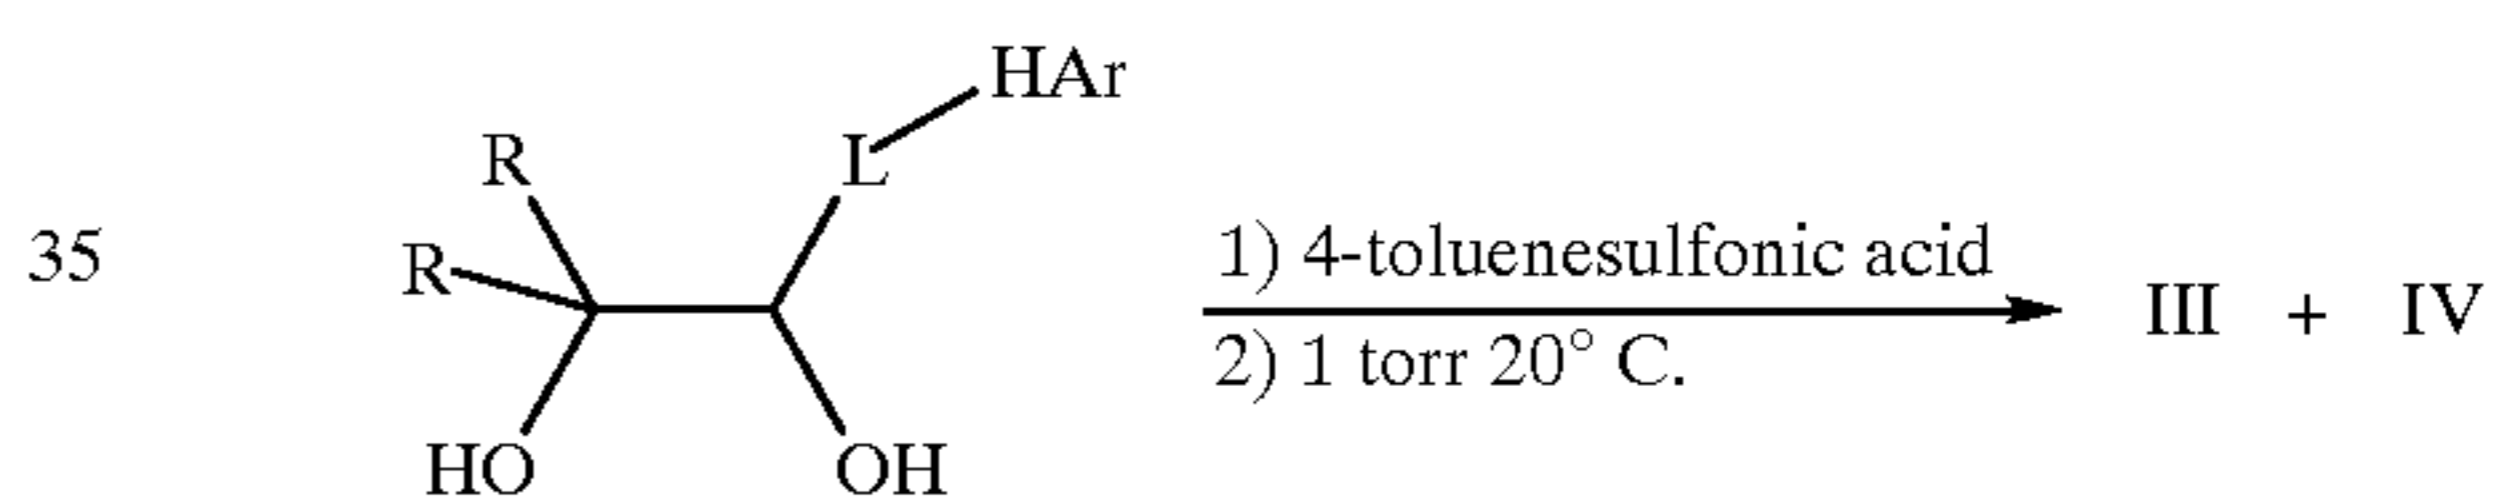 HAr
R
L
R
35
1) 4-toluenesulfonic acid
2) 1 torr 20° C.
III + IV
HO
OH